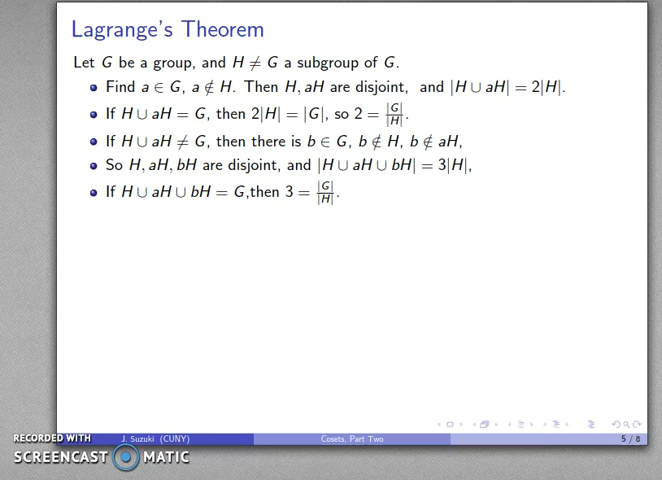 Lagrange's Theorem
Let G be a group, and H ≠ G a subgroup of G.
Find a ∈ G, a ∉ H. Then H, aH are disjoint, and |H ∪ aH| = 2|H|.
If H ∪ aH = G, then 2|H| = |G|, so 2 = |G|/|H|.
If H ∪ aH ≠ G, then there is b ∈ G, b ∉ H, b ∉ aH,
So H, aH, bH are disjoint, and |H ∪ aH ∪ bH| = 3|H|,
If H ∪ aH ∪ bH = G,then 3 = |G|/|H|.
RECORDED WITH
SCREENCAST MATIC
J. Suzuki (CUNY) Cosets, Part Two 5 / 8